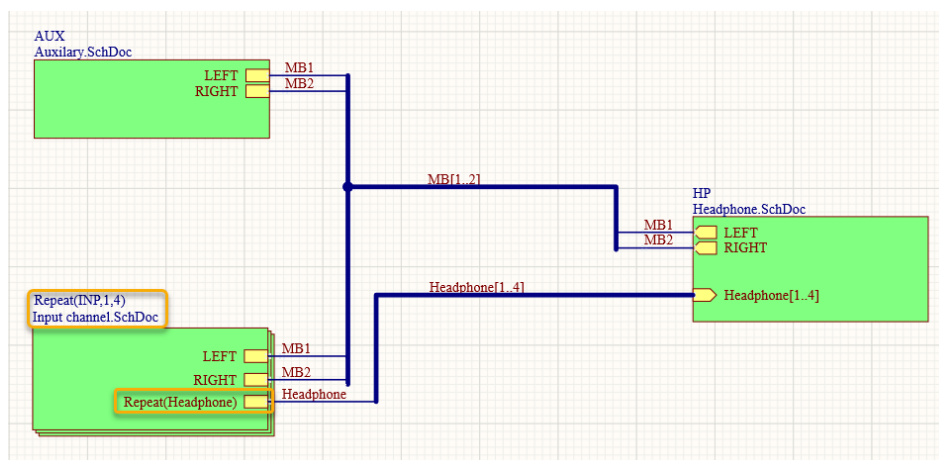 AUX
Auxilary.SchDoc
LEFT
MB1
RIGHT
MB2
MB[1..2]
HP
Headphone.SchDoc
MB1
LEFT
MB2
RIGHT
Headphone[1..4]
Headphone[1..4]
Repeat(INP,1,4)
Input channel.SchDoc
LEFT
MB1
RIGHT
MB2
Repeat(Headphone)
Headphone